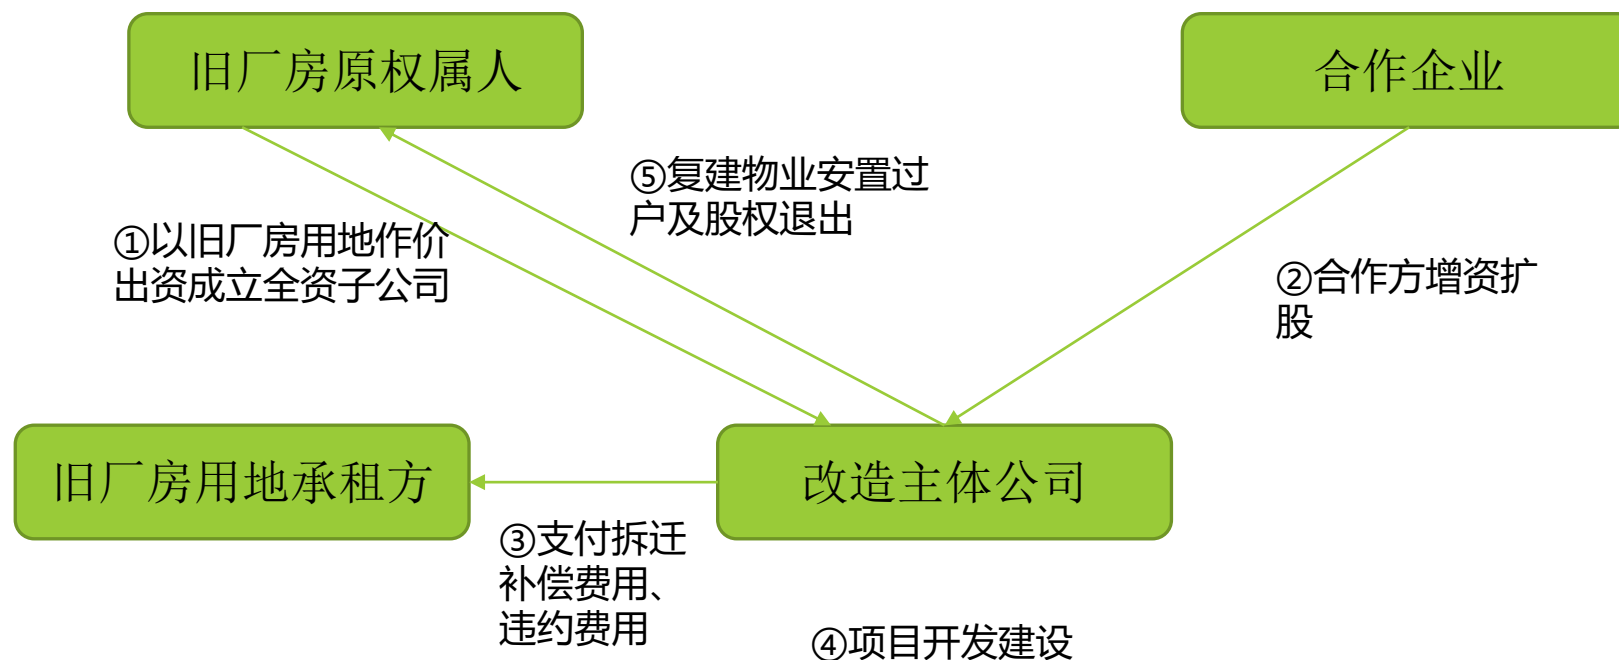 旧厂房原权属人
合作企业
⑤复建物业安置过
户及股权退出
①以旧厂房用地作价
出资成立全资子公司
②合作方增资扩
股
旧厂房用地承租方
改造主体公司
③支付拆迁
补偿费用、
违约费用
④项目开发建设